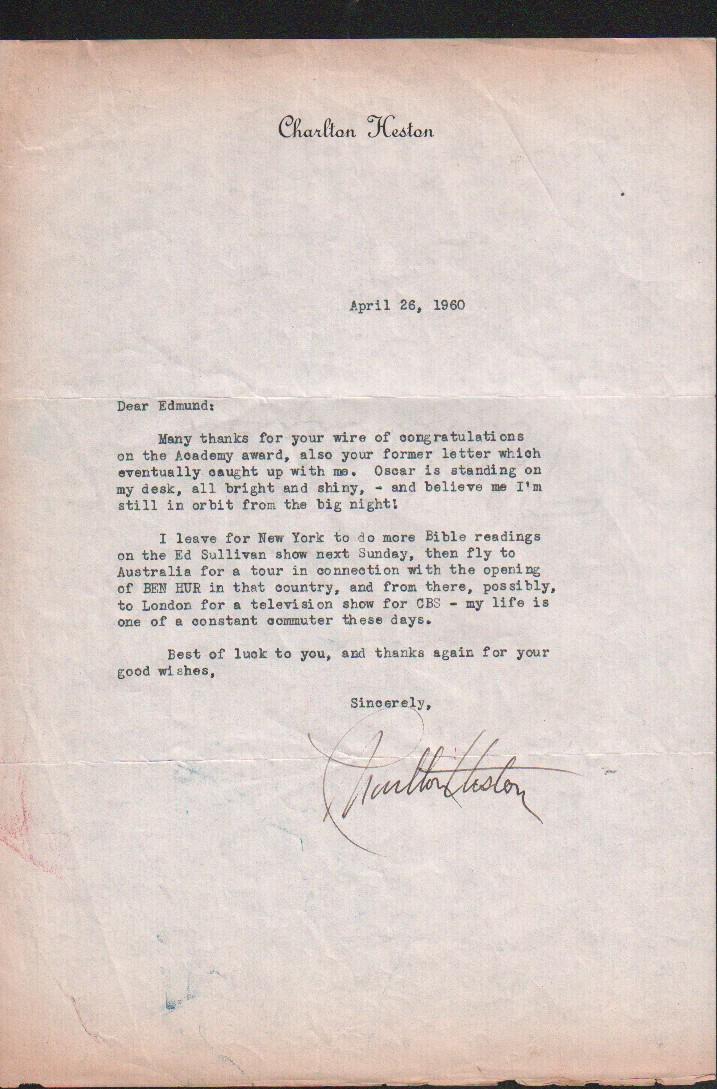 Charlton Heston
April 26, 1960
Dear Edmund:
Many thanks for your wire of congratulations
on the Academy award, also your former letter which
eventually caught up with me. Oscar is standing on
my desk, all bright and shiny, - and believe me I'm
still in orbit from the big night!
I leave for New York to do more Bible readings
on the Ed Sullivan show next Sunday, then fly to
Australia for a tour in connection with the opening
of BEN HUR in that country, and from there, possibly,
to London for a television show for CBS - my life is
one of a constant commuter these days.
Best of luck to you, and thanks again for your
good wishes,
Sincerely,
Charlton Heston